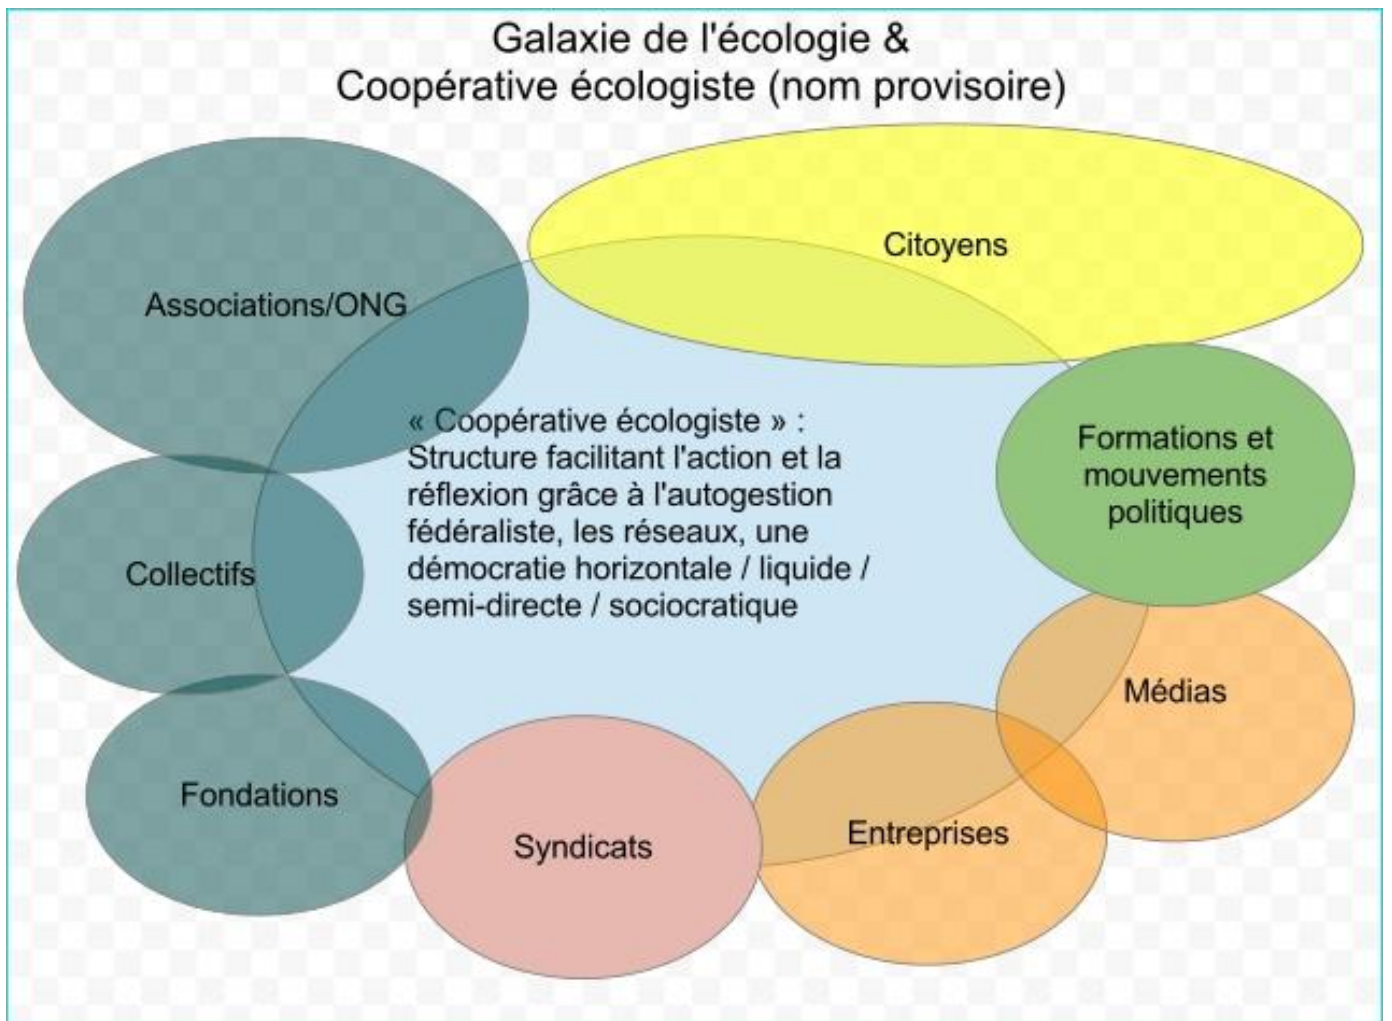 Galaxie de l'écologie &
Coopérative écologiste (nom provisoire)
Citoyens
Associations/ONG
« Coopérative écologiste » :
Structure facilitant l'action et la
réflexion grâce à l'autogestion
fédéraliste, les réseaux, une
démocratie horizontale / liquide /
semi-directe / sociocratique
Formations et
mouvements
politiques
Collectifs
Médias
Fondations
Syndicats
Entreprises